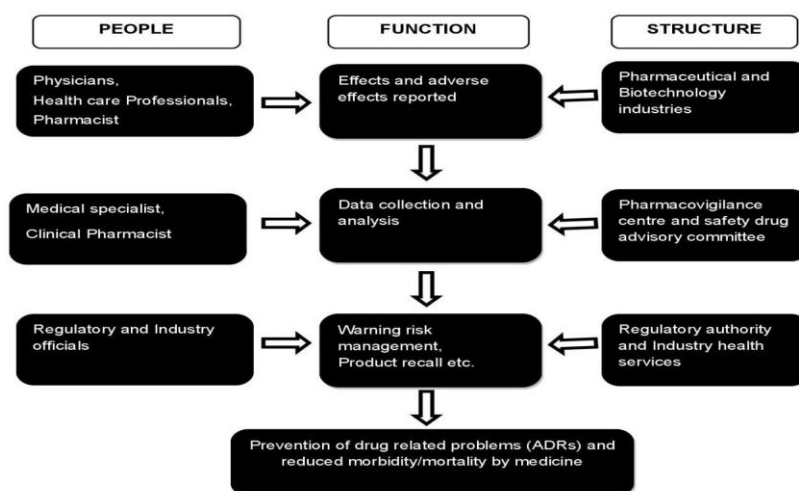 PEOPLE
FUNCTION
STRUCTURE
Physicians,
Health care Professionals,
Pharmacist
Effects and adverse
effects reported
Pharmaceutical and
Biotechnology
industries
Medical specialist,
Clinical Pharmacist
Data collection and
analysis
Pharmacovigilance
centre and safety drug
advisory committee
Regulatory and Industry
officials
Warning risk
management,
Product recall etc.
Regulatory authority
and Industry health
services
Prevention of drug related problems (ADRs) and
reduced morbidity/mortality by medicine